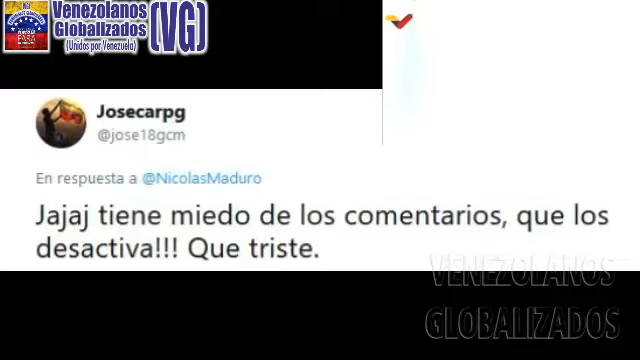 Venezolanos
Globalizados (VG)
(Unidos por Venezuela)
Josecarpg
@jose18gcm
En respuesta a @NicolasMaduro
Jajaj tiene miedo de los comentarios, que los
desactiva!!! Que triste.
VENEZOLANOS
GLOBALIZADOS